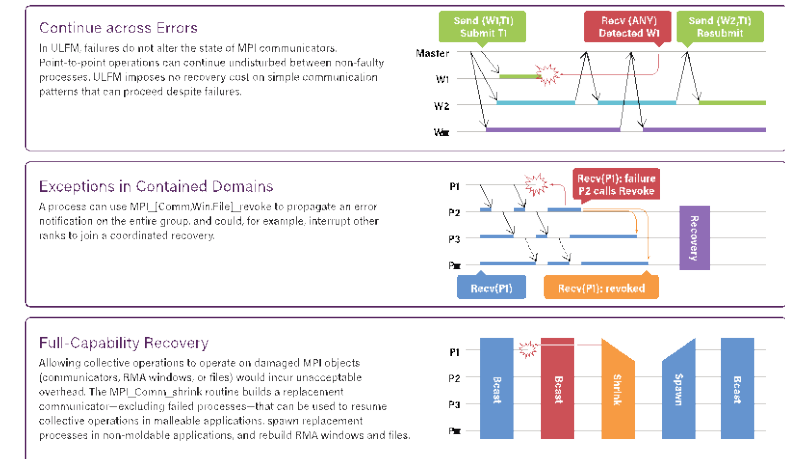 Continue across Errors
In ULFM, failures do not alter the state of MPI communicators.
Point-to-point operations can continue undisturbed between non-faulty
processes. ULFM imposes no recovery cost on simple communication
patterns that can proceed despite failures.
Send (W1,T1)
Submit T1
Recv (ANY)
Detected W1
Send (W2,T1)
Resubmit
Master
W1
W2
Exceptions in Contained Domains
A process can use MPI_[Comm,Win,File]_revoke to propagate an error
notification on the entire group, and could, for example, interrupt other
ranks to join a coordinated recovery.
Recv(P1): failure
P2 calls Revoke
P1
P2
P3
Recovery
Recv(P1)
Recv(P1): revoked
Full-Capability Recovery
Allowing collective operations to operate on damaged MPI objects
(communicators, RMA windows, or files) would incur unacceptable
overhead. The MPI_Comm_shrink routine builds a replacement
communicator—excluding failed processes—that can be used to resume
collective operations in malleable applications, spawn replacement
processes in non-moldable applications, and rebuild RMA windows and files.
P1
P2
P3
Bcast
Bcast
Shrink
Spawn
Bcast